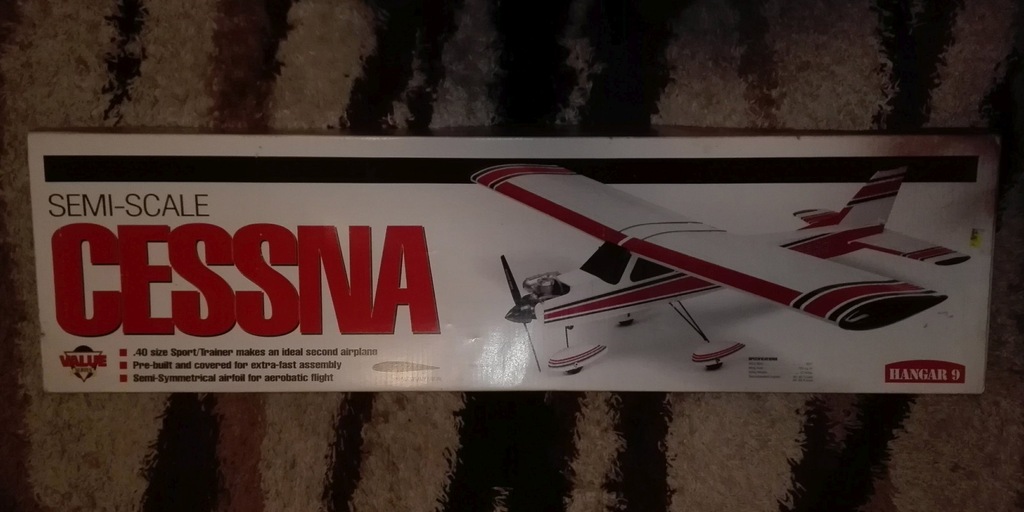 SEMI-SCALE
CESSNA
VALUE
.40 size Sport/Trainer makes an ideal second airplane
Pre-built and covered for extra-fast assembly
Semi-Symmetrical airfoil for aerobatic flight
HANGAR 9